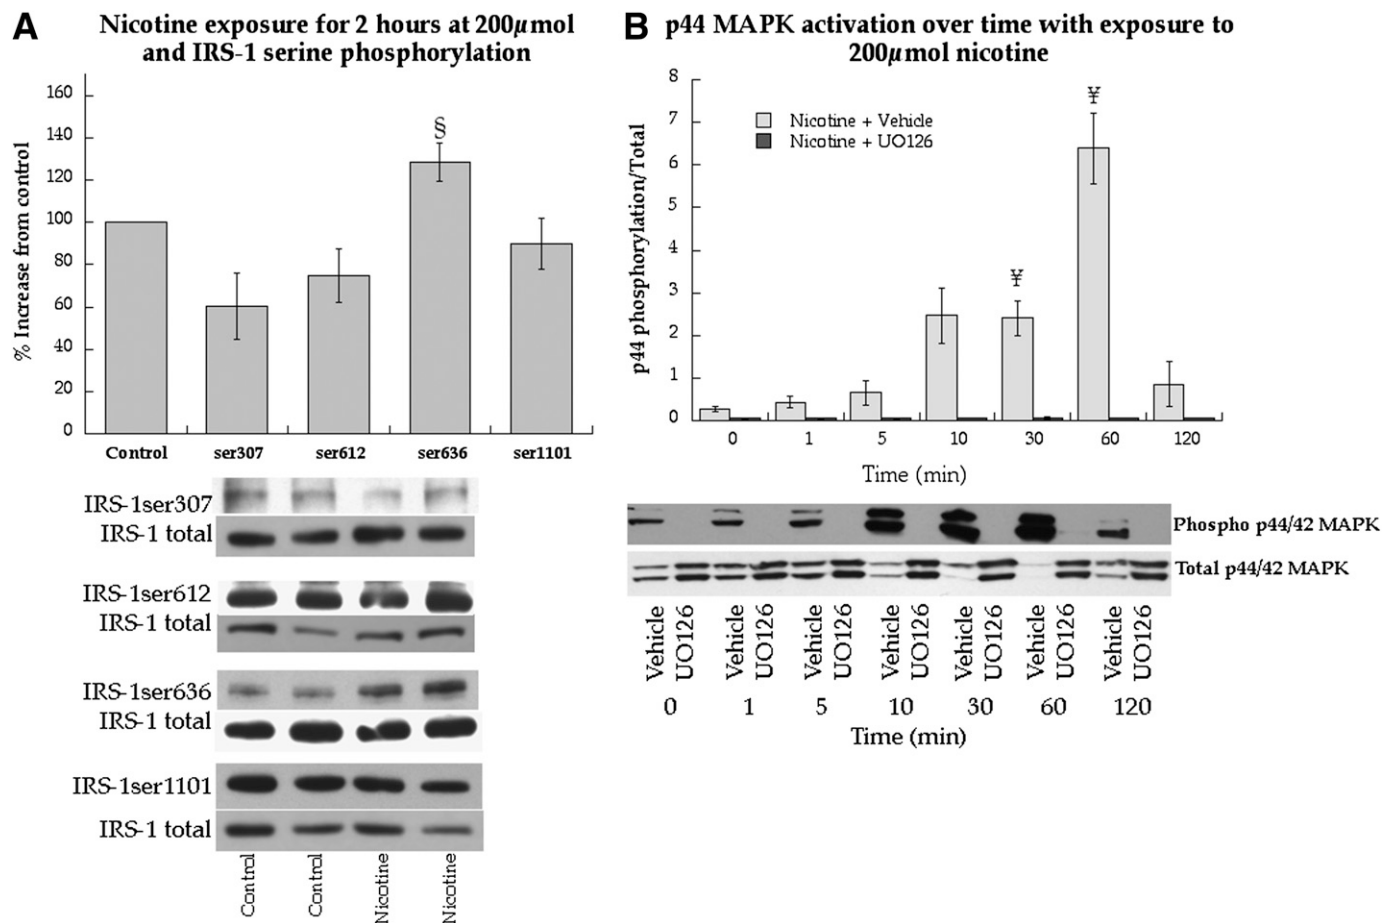 A
Nicotine exposure for 2 hours at 200μmol
and IRS-1 serine phosphorylation
% Increase from control
160
140
120
100
80
60
40
20
0
§
Control ser307 ser612 ser636 ser1101
IRS-1ser307
IRS-1 total
IRS-1ser612
IRS-1 total
IRS-1ser636
IRS-1 total
IRS-1ser1101
IRS-1 total
Control Control Nicotine Nicotine
B
p44 MAPK activation over time with exposure to
200μmol nicotine
p44 phosphorylation/Total
8
7
6
5
4
3
2
1
0
Nicotine + Vehicle
Nicotine + UO126
¥
¥
0 1 5 10 30 60 120
Time (min)
Phospho p44/42 MAPK
Total p44/42 MAPK
Vehicle UO126 Vehicle UO126 Vehicle UO126 Vehicle UO126 Vehicle UO126 Vehicle UO126 Vehicle UO126
0 1 5 10 30 60 120
Time (min)